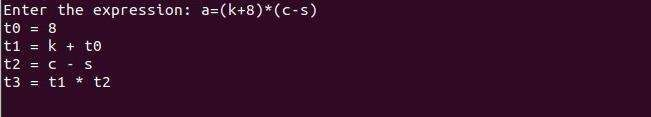 Enter the expression: a=(k+8)*(c-s)
t0 = 8
t1 = k + t0
t2 = c - s
t3 = t1 * t2